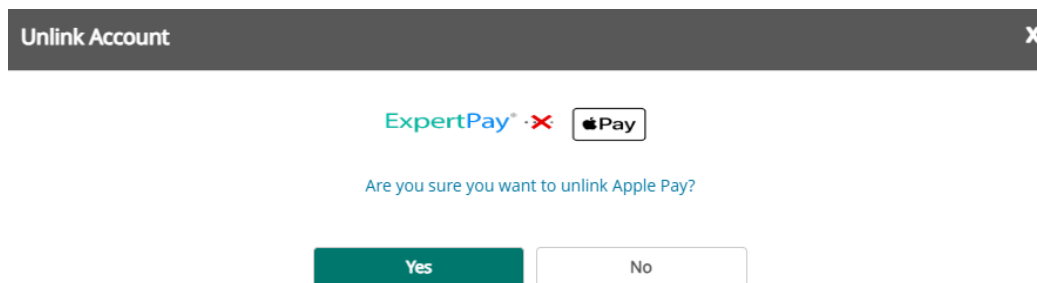 Unlink Account X
ExpertPay® Pay
Are you sure you want to unlink Apple Pay?
Yes No